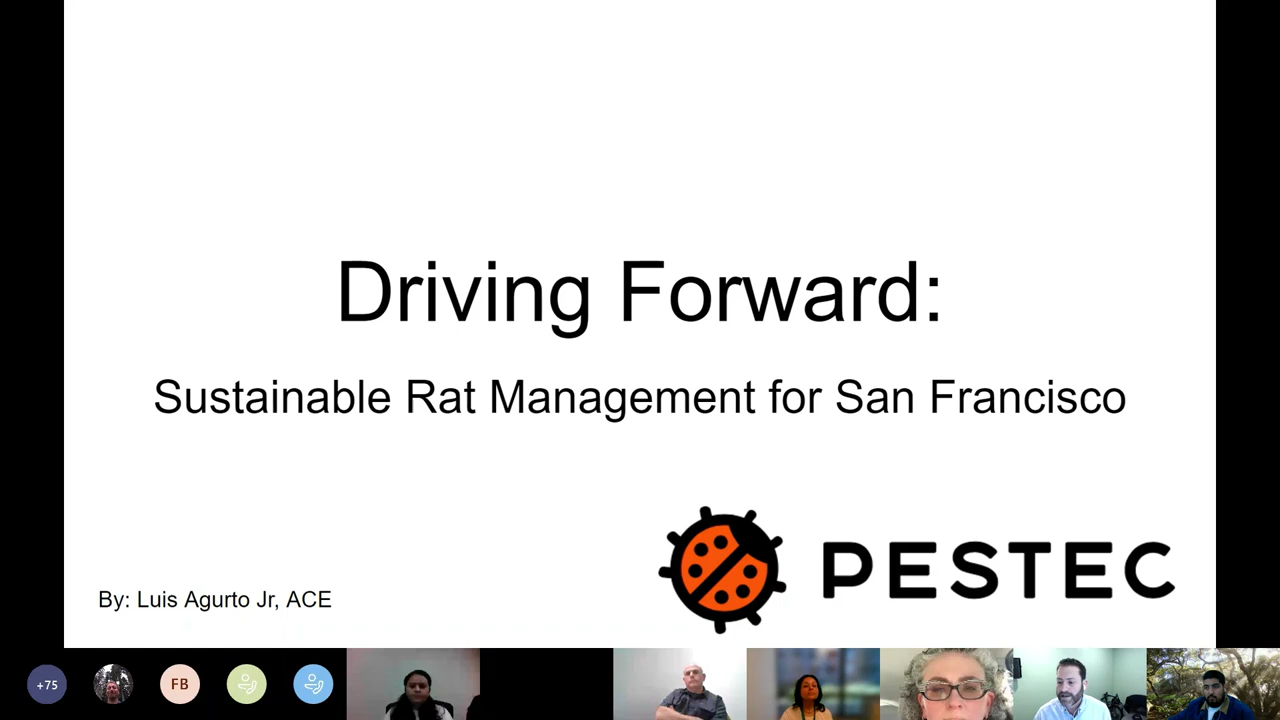 Driving Forward:
Sustainable Rat Management for San Francisco
PESTEC
By: Luis Agurto Jr, ACE
+75
FB